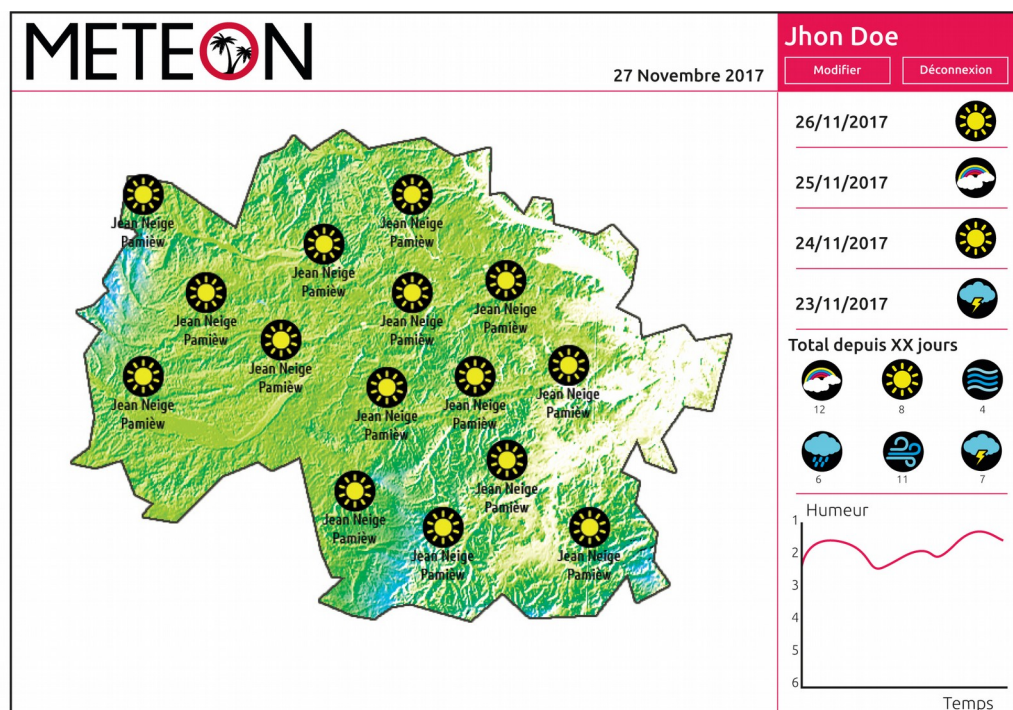 METEON
27 Novembre 2017
Jhon Doe
Modifier
Déconnexion
Jean Neige
Pamièw
Jean Neige
Pamièw
Jean Neige
Pamièw
Jean Neige
Pamièw
Jean Neige
Pamièw
Jean Neige
Pamièw
Jean Neige
Pamièw
Jean Neige
Pamièw
Jean Neige
Pamièw
Jean Neige
Pamièw
Jean Neige
Pamièw
Jean Neige
Pamièw
Jean Neige
Pamièw
Jean Neige
Pamièw
Jean Neige
Pamièw
26/11/2017
25/11/2017
24/11/2017
23/11/2017
Total depuis XX jours
12
8
4
6
11
7
Humeur
1
2
3
4
5
6
Temps